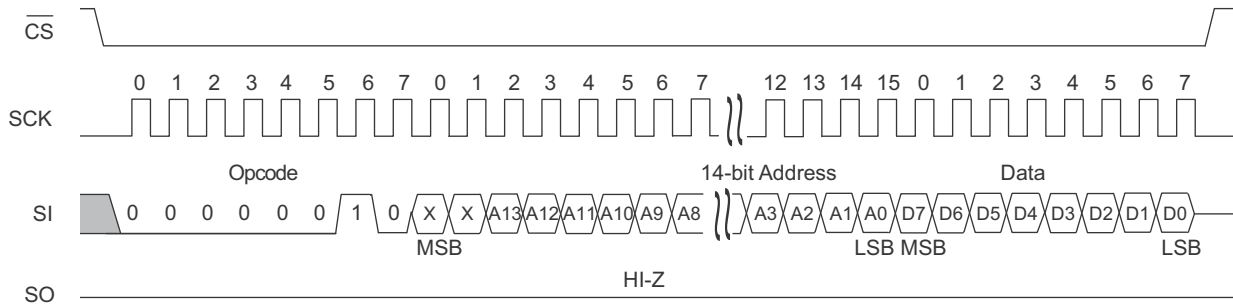 CS
0 1 2 3 4 5 6 7 0 1 2 3 4 5 6 7 12 13 14 15 0 1 2 3 4 5 6 7
SCK
Opcode 14-bit Address Data
SI 0 0 0 0 0 0 1 0 X X A13 A12 A11 A10 A9 A8 A3 A2 A1 A0 D7 D6 D5 D4 D3 D2 D1 D0
MSB LSB MSB LSB
HI-Z
SO